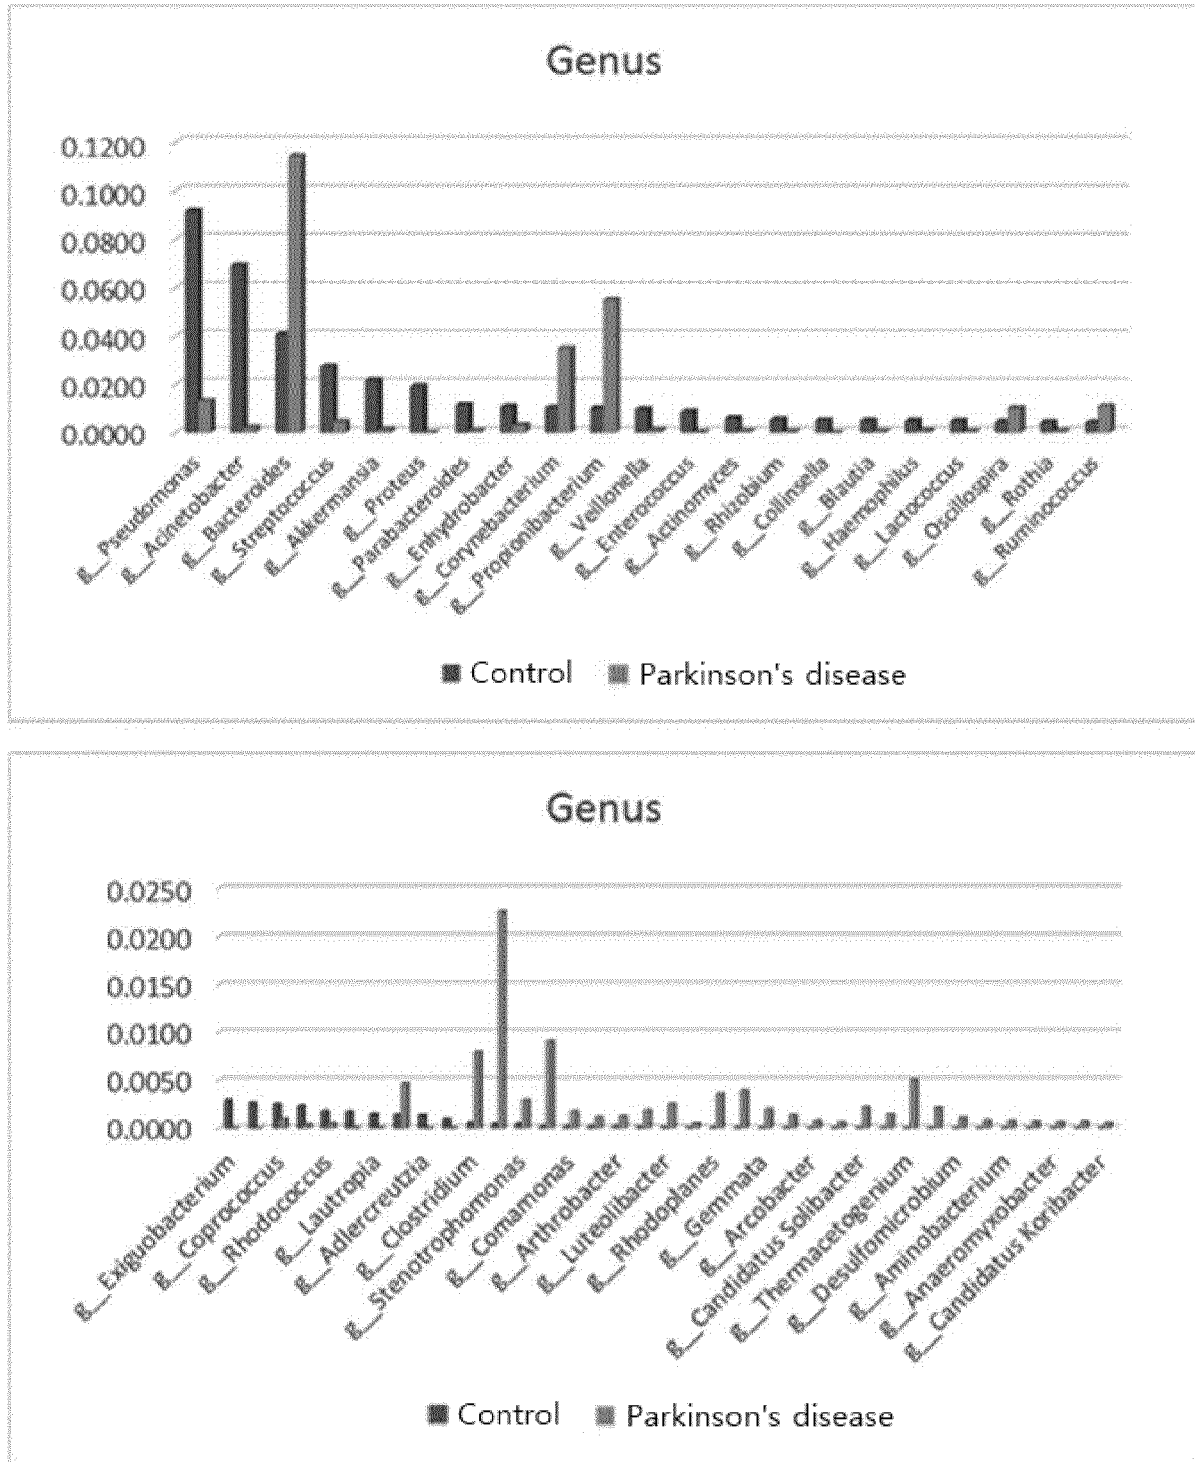 Genus
0.1200
0.1000
0.0800
0.0600
0.0400
0.0200
0.0000
g__Pseudomonas
g__Acinetobacter
g__Bacteroides
g__Streptococcus
g__Akkermansia
g__Proteus
g__Parabacteroides
g__Enhydrobacter
g__Corynebacterium
g__Propronibacterium
g__Veillonella
g__Enterococcus
g__Actinomyces
g__Rhizobium
g__Collinsella
g__Blautia
g__Haemophilus
g__Lactococcus
g__Oscillospira
g__Rothia
g__Ruminococcus
Control Parkinson's disease
Genus
0.0250
0.0200
0.0150
0.0100
0.0050
0.0000
g__Exiguobacterium
g__Coprococcus
g__Rhodococcus
g__Lautropia
g__Adlercreutzia
g__Clostridium
g__Stenotrophomonas
g__Comamonas
g__Arthrobacter
g__Luteolibacter
g__Rhodoplanes
g__Gemmata
g__Arcobacter
g__Candidatus Solibacter
g__Thermacetogenium
g__Desulfomicrobium
g__Aminobacterium
g__Anaeromyxobacter
g__Candidatus Koribacter
Control Parkinson's disease